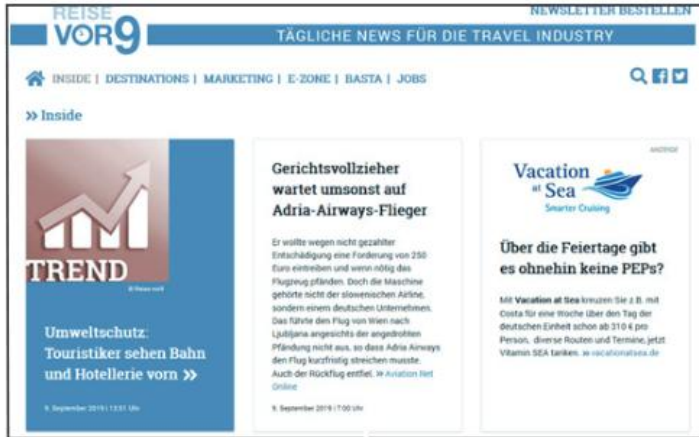 NEWSLETTER BESTELLEN
REISE
VOR9
TÄGLICHE NEWS FÜR DIE TRAVEL INDUSTRY
INSIDE | DESTINATIONS | MARKETING | E-ZONE | BASTA | JOBS
» Inside
TREND
© Reise vor9
Umweltschutz:
Touristiker sehen Bahn
und Hotellerie vorn »
9. September 2019 | 13:51 Uhr
Gerichtsvollzieher
wartet umsonst auf
Adria-Airways-Flieger
Er wollte wegen nicht gezahlter
Entschädigung eine Forderung von 250
Euro eintreiben und wenn nötig das
Flugzeug pfänden. Doch die Maschine
gehörte nicht der slowenischen Airline,
sondern einem deutschen Unternehmen.
Das führte den Flug von Wien nach
Ljubljana angesichts der angedrohten
Pfändung nicht aus, so dass Adria Airways
den Flug kurzfristig streichen musste.
Auch der Rückflug entfiel. » Aviation Net
Online
9. September 2019 | 7:00 Uhr
ANZEIGE
Vacation
at Sea
Smarter Cruising
Über die Feiertage gibt
es ohnehin keine PEPs?
Mit Vacation at Sea kreuzen Sie z.B. mit
Costa für eine Woche über den Tag der
deutschen Einheit schon ab 310 € pro
Person, diverse Routen und Termine, jetzt
Vitamin SEA tanken. » vacationatsea.de